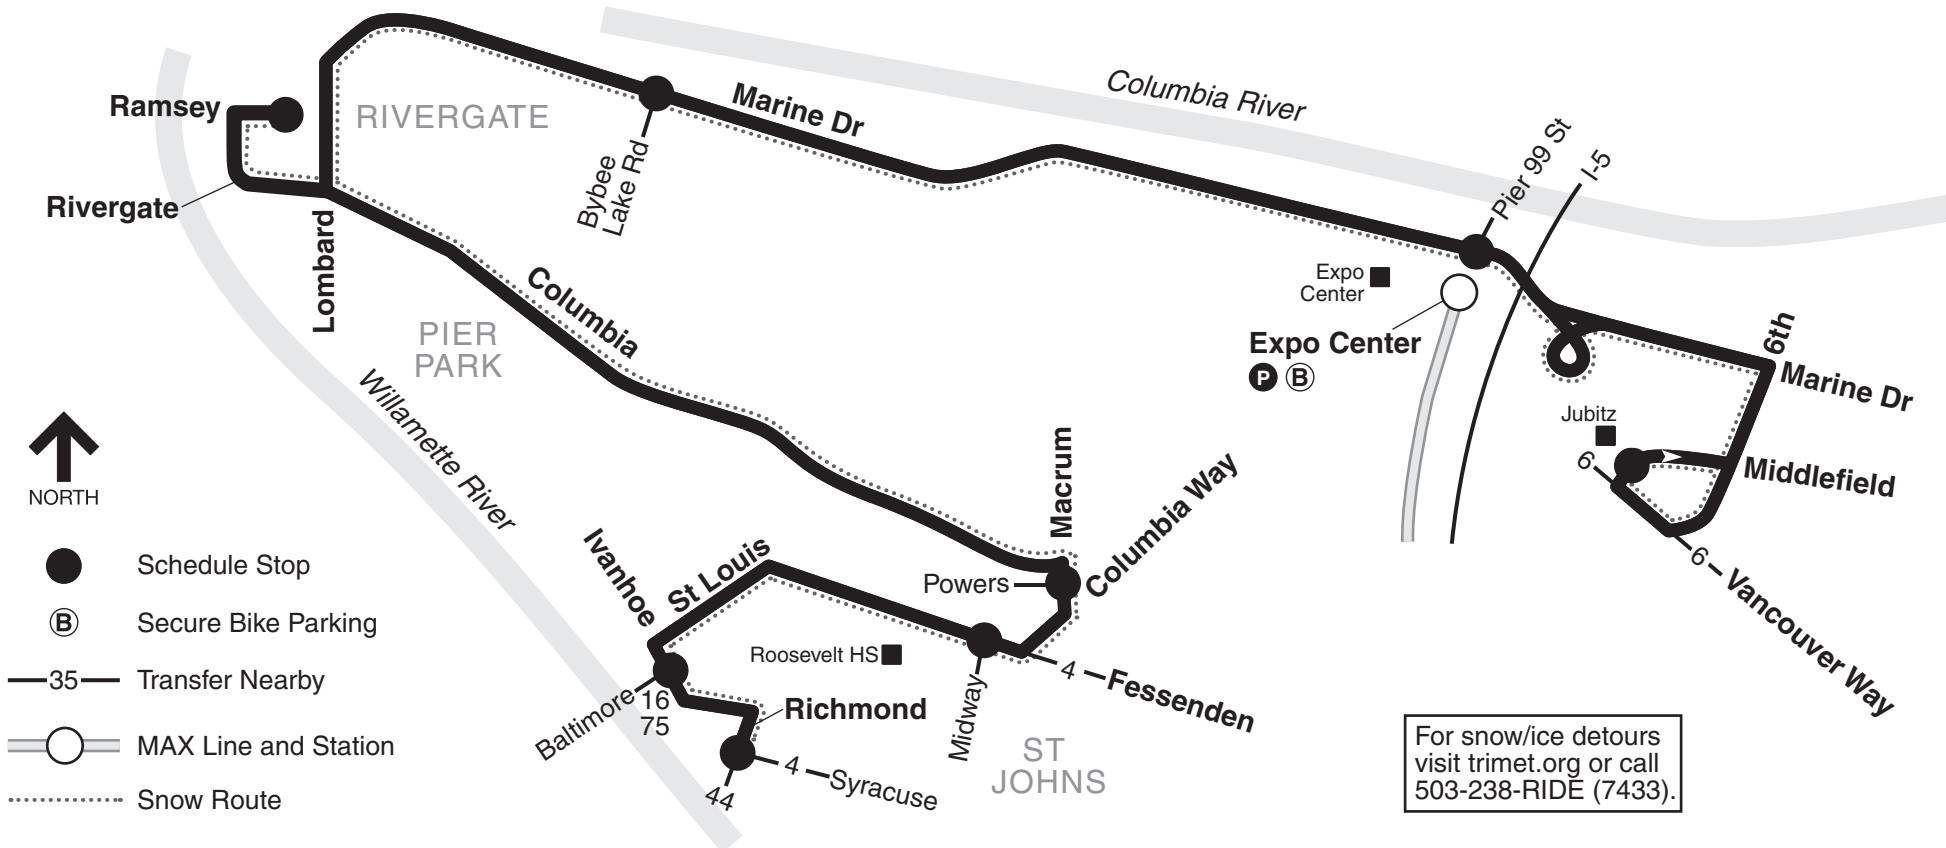 Columbia River
Ramsey
RIVERGATE
Marine Dr
Bybee
Lake Rd
Pier 99 St
I-5
Rivergate
Lombard
Expo
Center
Expo Center
P B
6th
Marine Dr
Columbia
PIER
PARK
Willamette River
Jubitz
6
Middlefield
NORTH
Macrum
Columbia Way
6
Vancouver Way
Schedule Stop
B
Secure Bike Parking
35
Transfer Nearby
MAX Line and Station
Snow Route
Ivanhoe
St Louis
Powers
Roosevelt HS
4
Fessenden
Baltimore
16
75
Richmond
Midway
4
Syracuse
44
ST
JOHNS
For snow/ice detours
visit trimet.org or call
503-238-RIDE (7433).